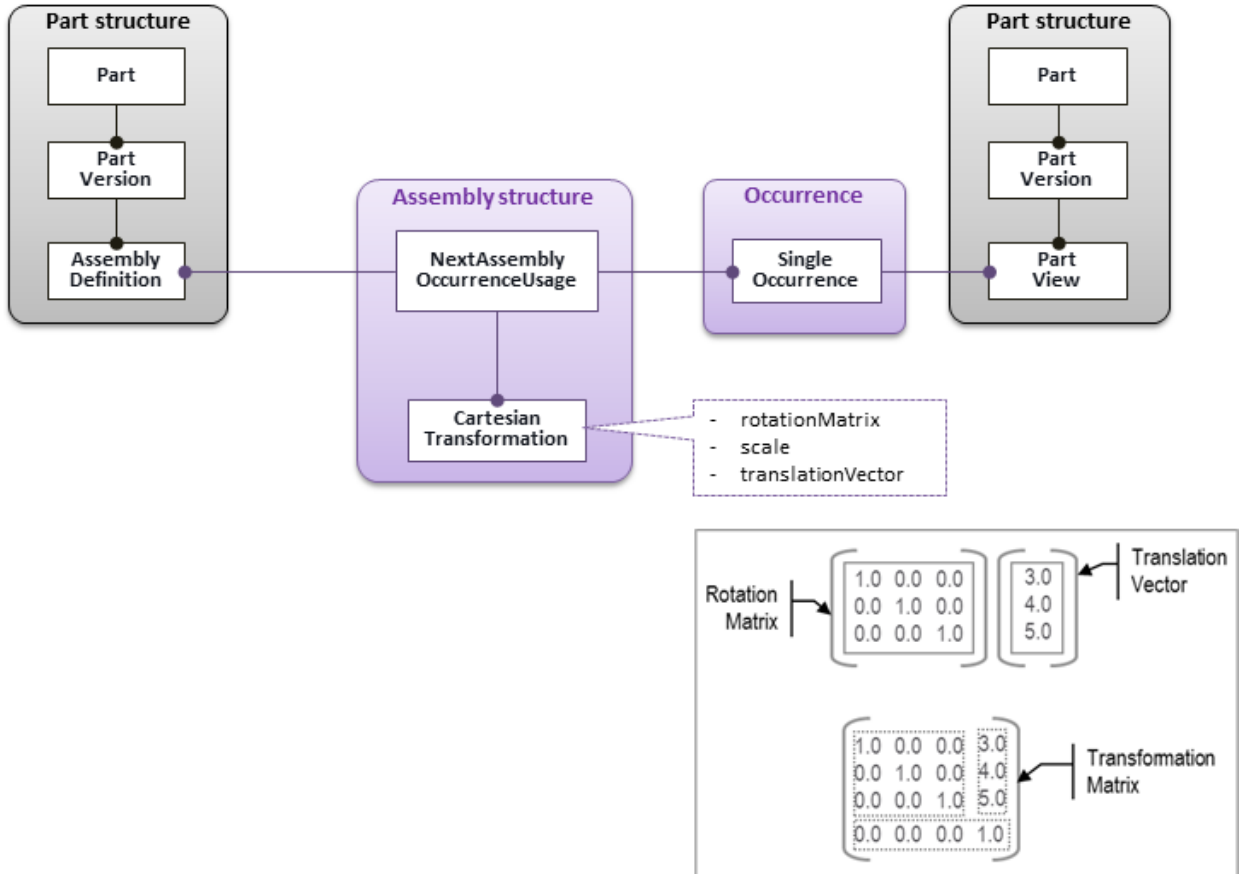 Part structure
Part
Part
Version
Assembly
Definition
Assembly structure
NextAssembly
OccurrenceUsage
Cartesian
Transformation
Occurrence
Single
Occurrence
Part structure
Part
Part
Version
Part
View
- rotationMatrix
- scale
- translationVector
Rotation
Matrix
1.0 0.0 0.0
0.0 1.0 0.0
0.0 0.0 1.0
3.0
4.0
5.0
Translation
Vector
1.0 0.0 0.0 3.0
0.0 1.0 0.0 4.0
0.0 0.0 1.0 5.0
0.0 0.0 0.0 1.0
Transformation
Matrix